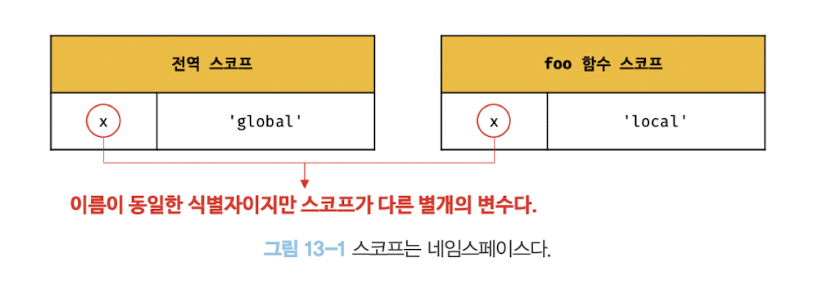 전역 스코프
foo 함수 스코프
x
'global'
x
'local'
이름이 동일한 식별자이지만 스코프가 다른 별개의 변수다.
그림 13-1 스코프는 네임스페이스다.